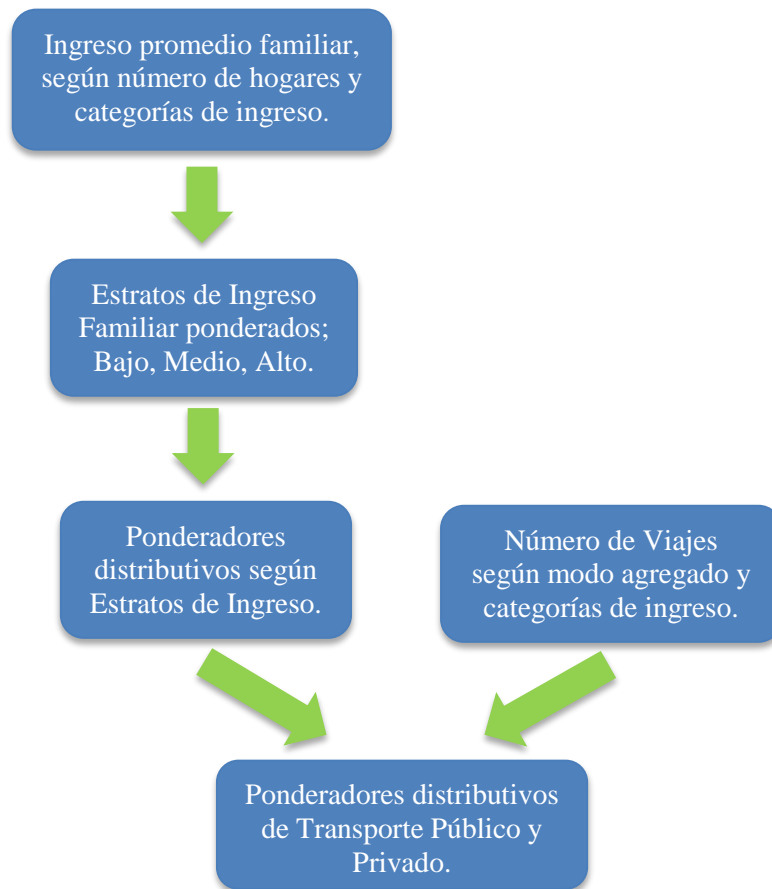 Ingreso promedio familiar,
según número de hogares y
categorías de ingreso.
Estratos de Ingreso
Familiar ponderados;
Bajo, Medio, Alto.
Ponderadores
distributivos según
Estratos de Ingreso.
Número de Viajes
según modo agregado y
categorías de ingreso.
Ponderadores distributivos
de Transporte Público y
Privado.